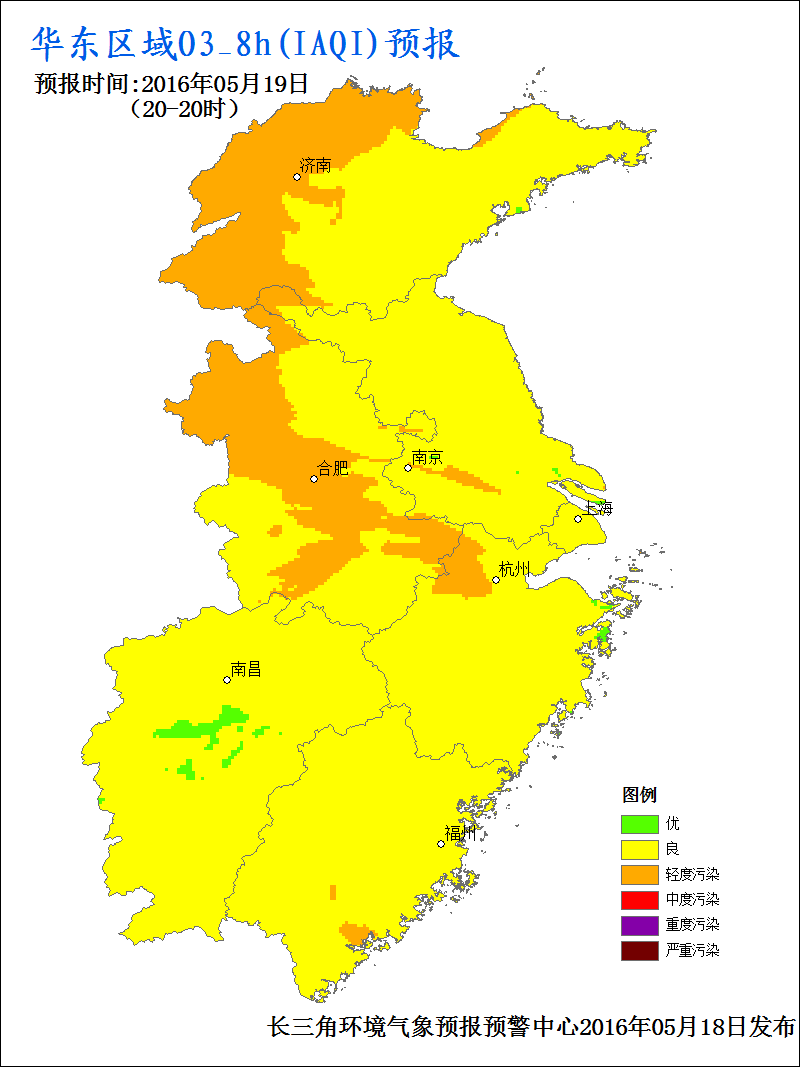 华东区域O3_8h(IAQI)预报
预报时间:2016年05月19日
（20-20时）
济南
合肥
南京
上海
杭州
南昌
福州
图例
优
良
轻度污染
中度污染
重度污染
严重污染
长三角环境气象预报预警中心2016年05月18日发布